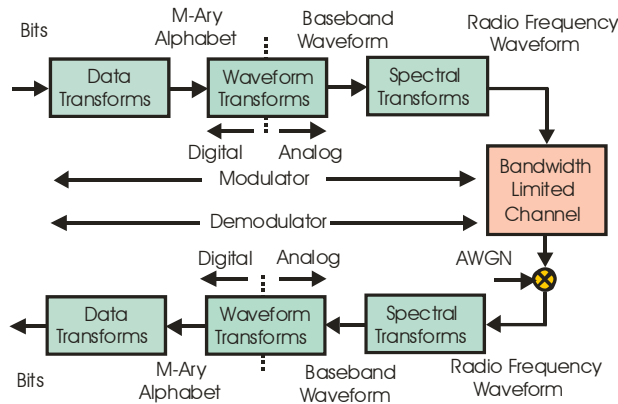 Bits
M-Ary
Alphabet
Baseband
Waveform
Radio Frequency
Waveform
Data
Transforms
Waveform
Transforms
Spectral
Transforms
Digital
Analog
Bandwidth
Limited
Channel
Modulator
Demodulator
Digital
Analog
AWGN
Data
Transforms
Waveform
Transforms
Spectral
Transforms
Bits
M-Ary
Alphabet
Baseband
Waveform
Radio Frequency
Waveform